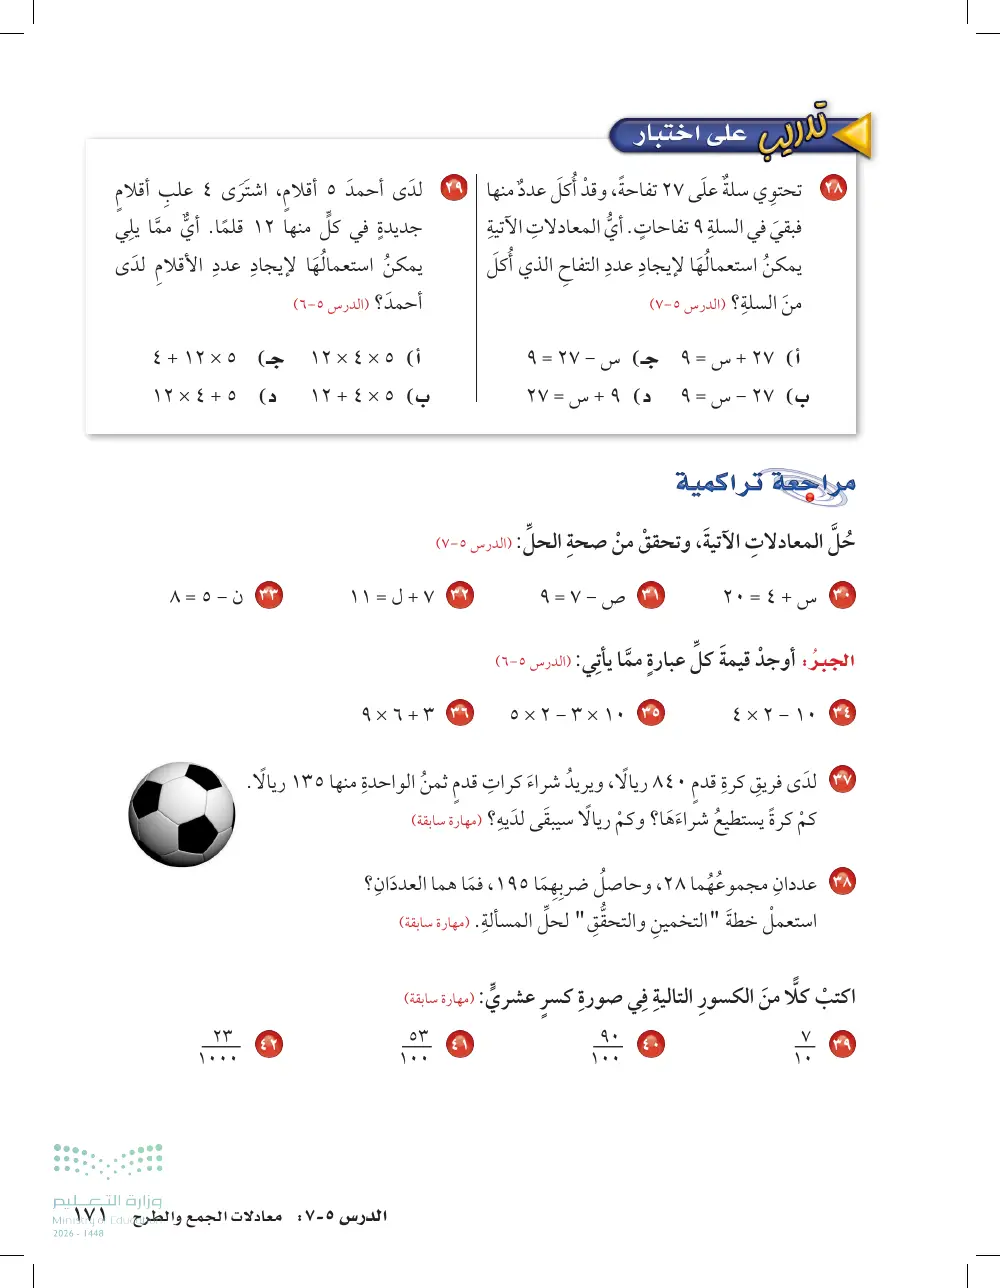 تدريب على اختبار
٢٨ تحتوِي سلةٌ علَى ٢٧ تفاحةً، وقدْ أُكلَ عددٌ منها
فبقيَ في السلةِ ٩ تفاحاتٍ. أيُّ المعادلاتِ الآتيةِ
يمكنُ استعمالُهَا لإيجادِ عددِ التفاحِ الذي أُكلَ
منَ السلةِ؟ (الدرس ٥-٧)
أ) ٢٧ + س = ٩ جـ) س – ٢٧ = ٩
ب) ٢٧ – س = ٩ د) ٩ + س = ٢٧
٢٩ لدَى أحمدَ ٥ أقلامٍ، اشترَى ٤ علبِ أقلامٍ
جديدةٍ في كلٍّ منها ١٢ قلمًا. أيٌّ ممَّا يلِي
يمكنُ استعمالُهَا لإيجادِ عددِ الأقلامِ لدَى
أحمدَ؟ (الدرس ٥-٦)
أ) ٥ × ٤ × ١٢ جـ) ٥ × ١٢ + ٤
ب) ٥ × ٤ + ١٢ د) ٥ + ٤ × ١٢
مراجعة تراكمية
حُلَّ المعادلاتِ الآتيةَ، وتحققْ منْ صحةِ الحلِّ: (الدرس ٥-٧)
٣٠ س + ٤ = ٢٠ ٣١ ص – ٧ = ٩ ٣٢ ٧ + ل = ١١ ٣٣ ن – ٥ = ٨
الجبرُ: أوجدْ قيمةَ كلِّ عبارةٍ ممَّا يأتِي: (الدرس ٥-٦)
٣٤ ١٠ – ٢ × ٤ ٣٥ ١٠ × ٣ – ٢ × ٥ ٣٦ ٣ + ٦ × ٩
٣٧ لدَى فريقِ كرةِ قدمٍ ٨٤٠ ريالًا، ويريدُ شراءَ كراتِ قدمٍ ثمنُ الواحدةِ منها ١٣٥ ريالًا.
كمْ كرةً يستطيعُ شراءَهَا؟ وكمْ ريالًا سيبقَى لدَيهِ؟ (مهارة سابقة)
٣٨ عددانِ مجموعُهُما ٢٨، وحاصلُ ضربِهِمَا ١٩٥، فمَا هما العددَانِ؟
استعملْ خطةَ "التخمينِ والتحقُّقِ" لحلِّ المسألةِ. (مهارة سابقة)
اكتبْ كلًّا منَ الكسورِ التاليةِ فِي صورةِ كسرٍ عشريٍّ: (مهارة سابقة)
٣٩ ٧/١٠ ٤٠ ٩٠/١٠٠ ٤١ ٥٣/١٠٠ ٤٢ ٢٣/١٠٠٠
وزارة التعليم
Ministry of Education
2026 - 1448
الدرس ٥-٧: معادلات الجمع والطرح ١٧١